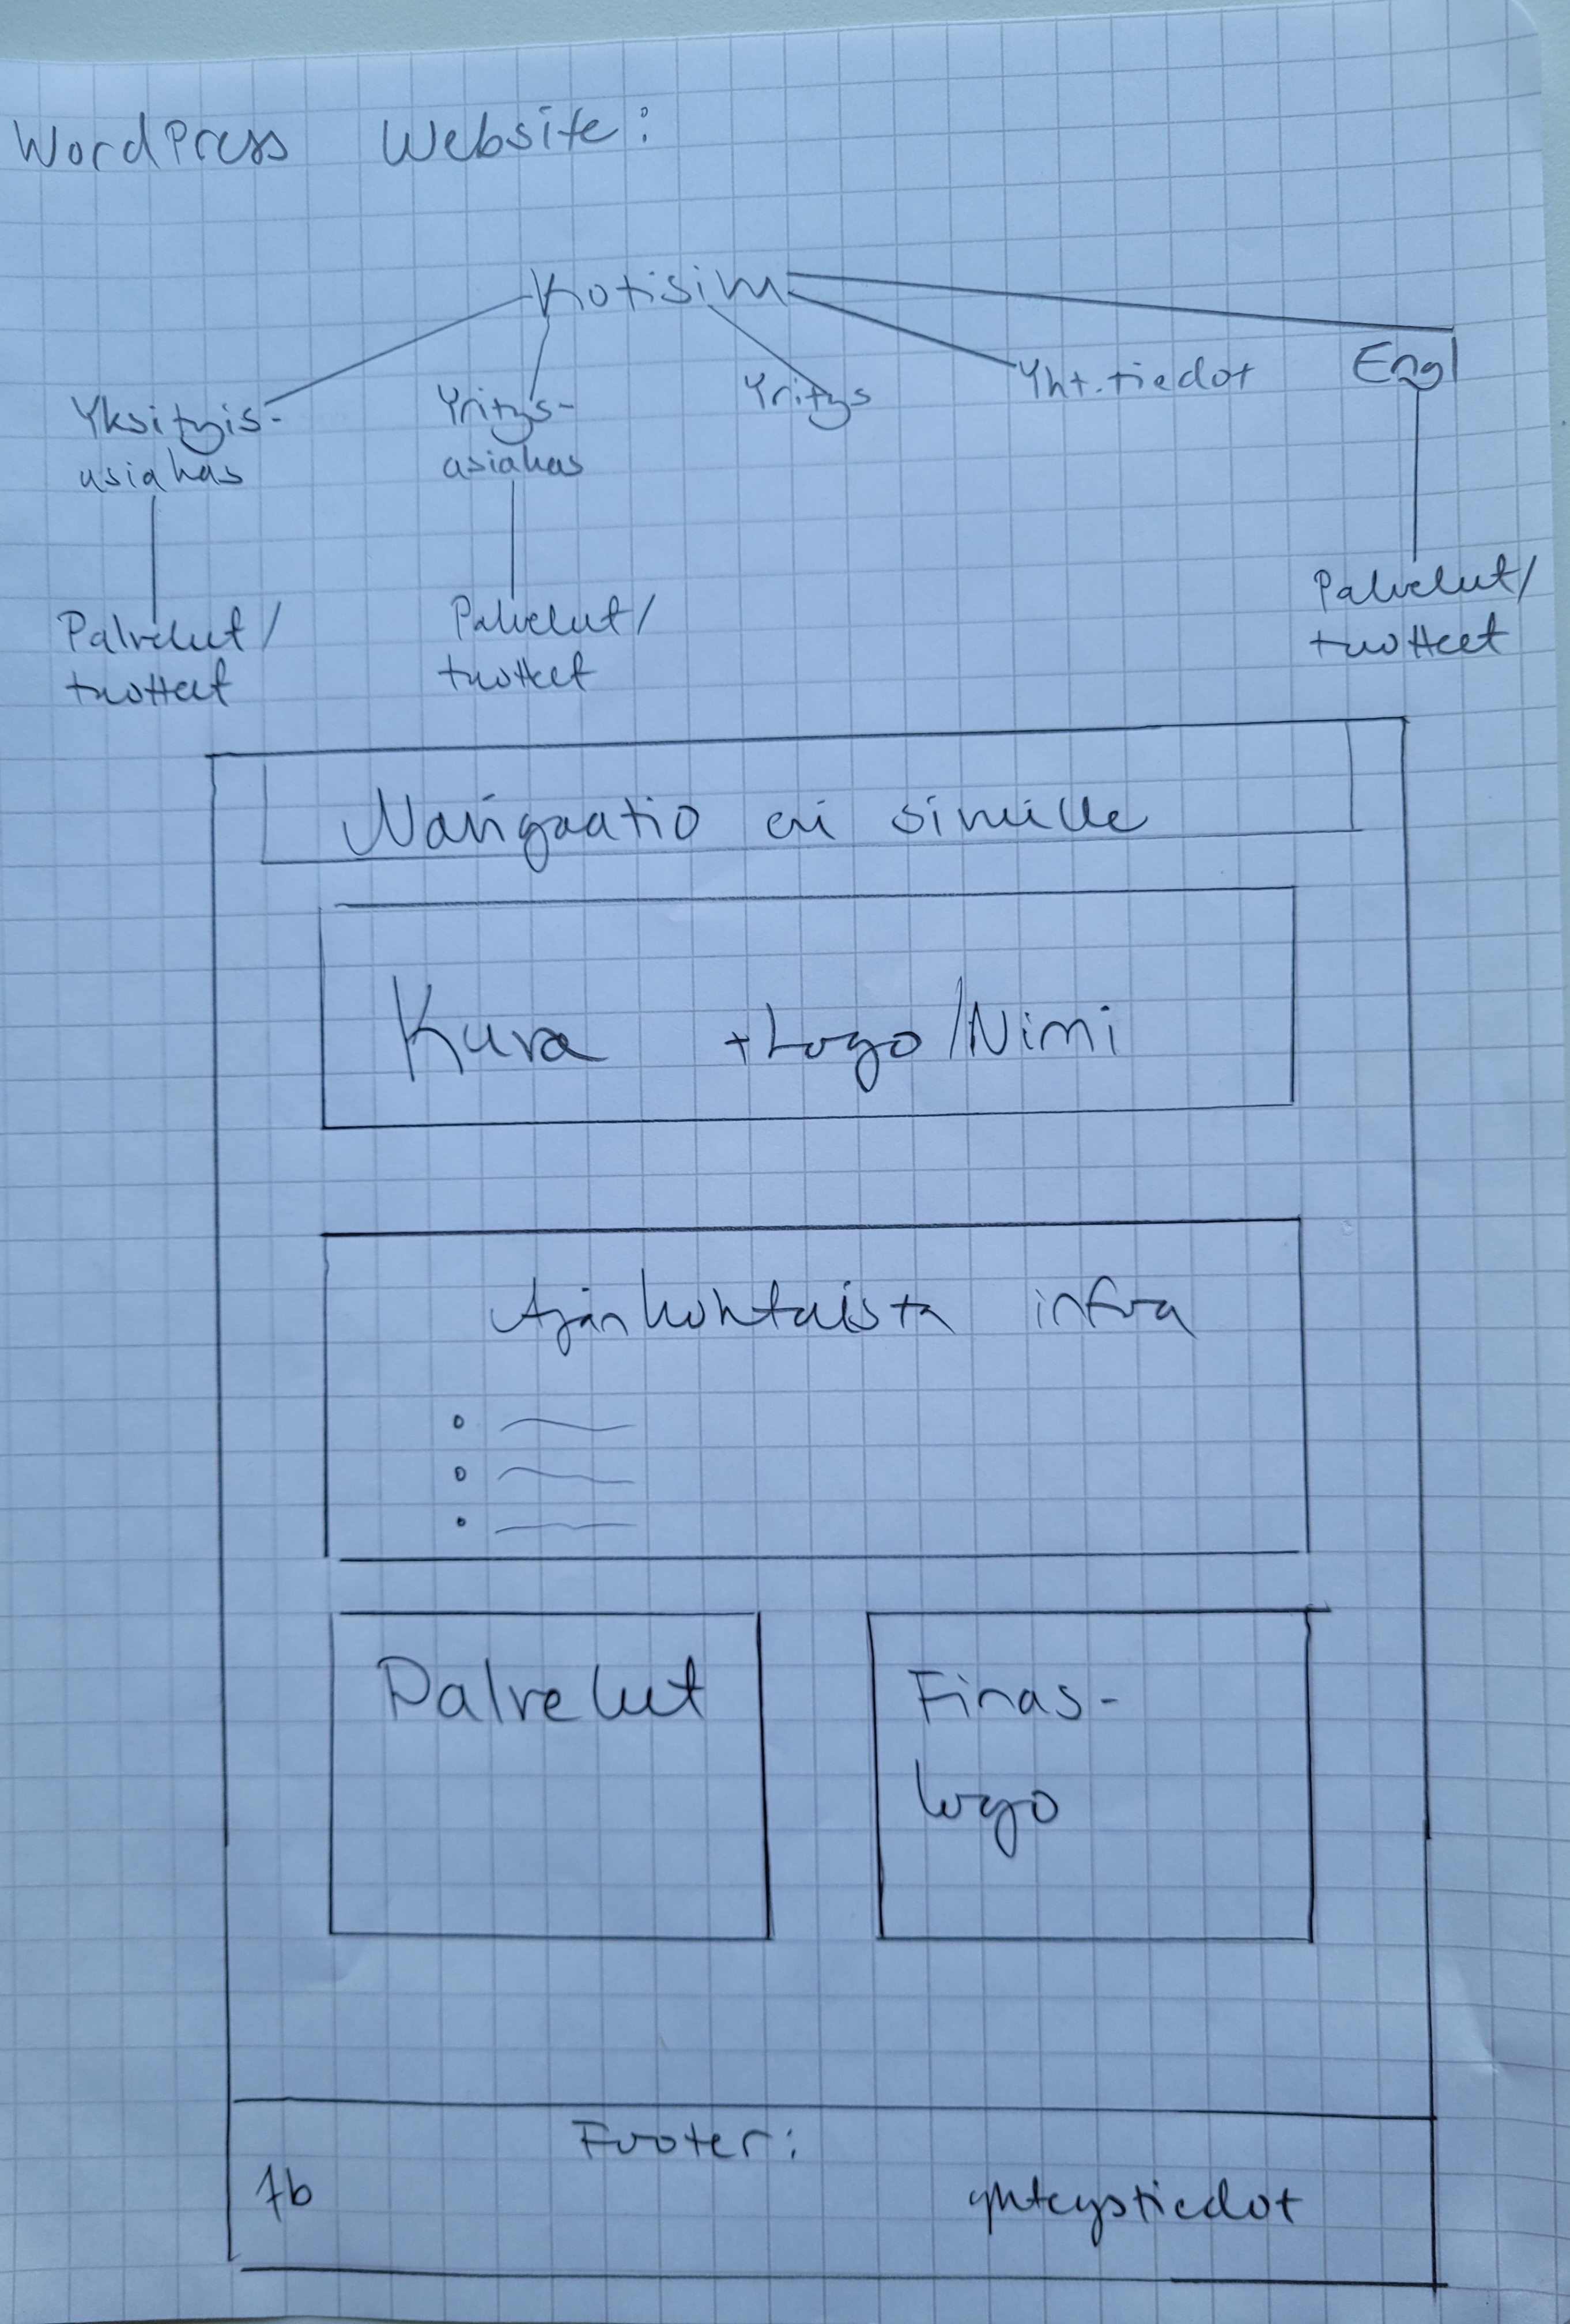 WordPress Website:
Kotisivu
Yksityis-
asiakas
Yritys-
asiakas
Yritys
Yht.tiedot
Engl
Palvelut/
tuotteet
Palvelut/
tuotteet
Palvelut/
tuotteet
Navigaatio eri sivuille
Kuva +Logo/Nimi
Ajankohtaista infoa
Palvelut
Finas-
logo
Footer:
fb yhteystiedot